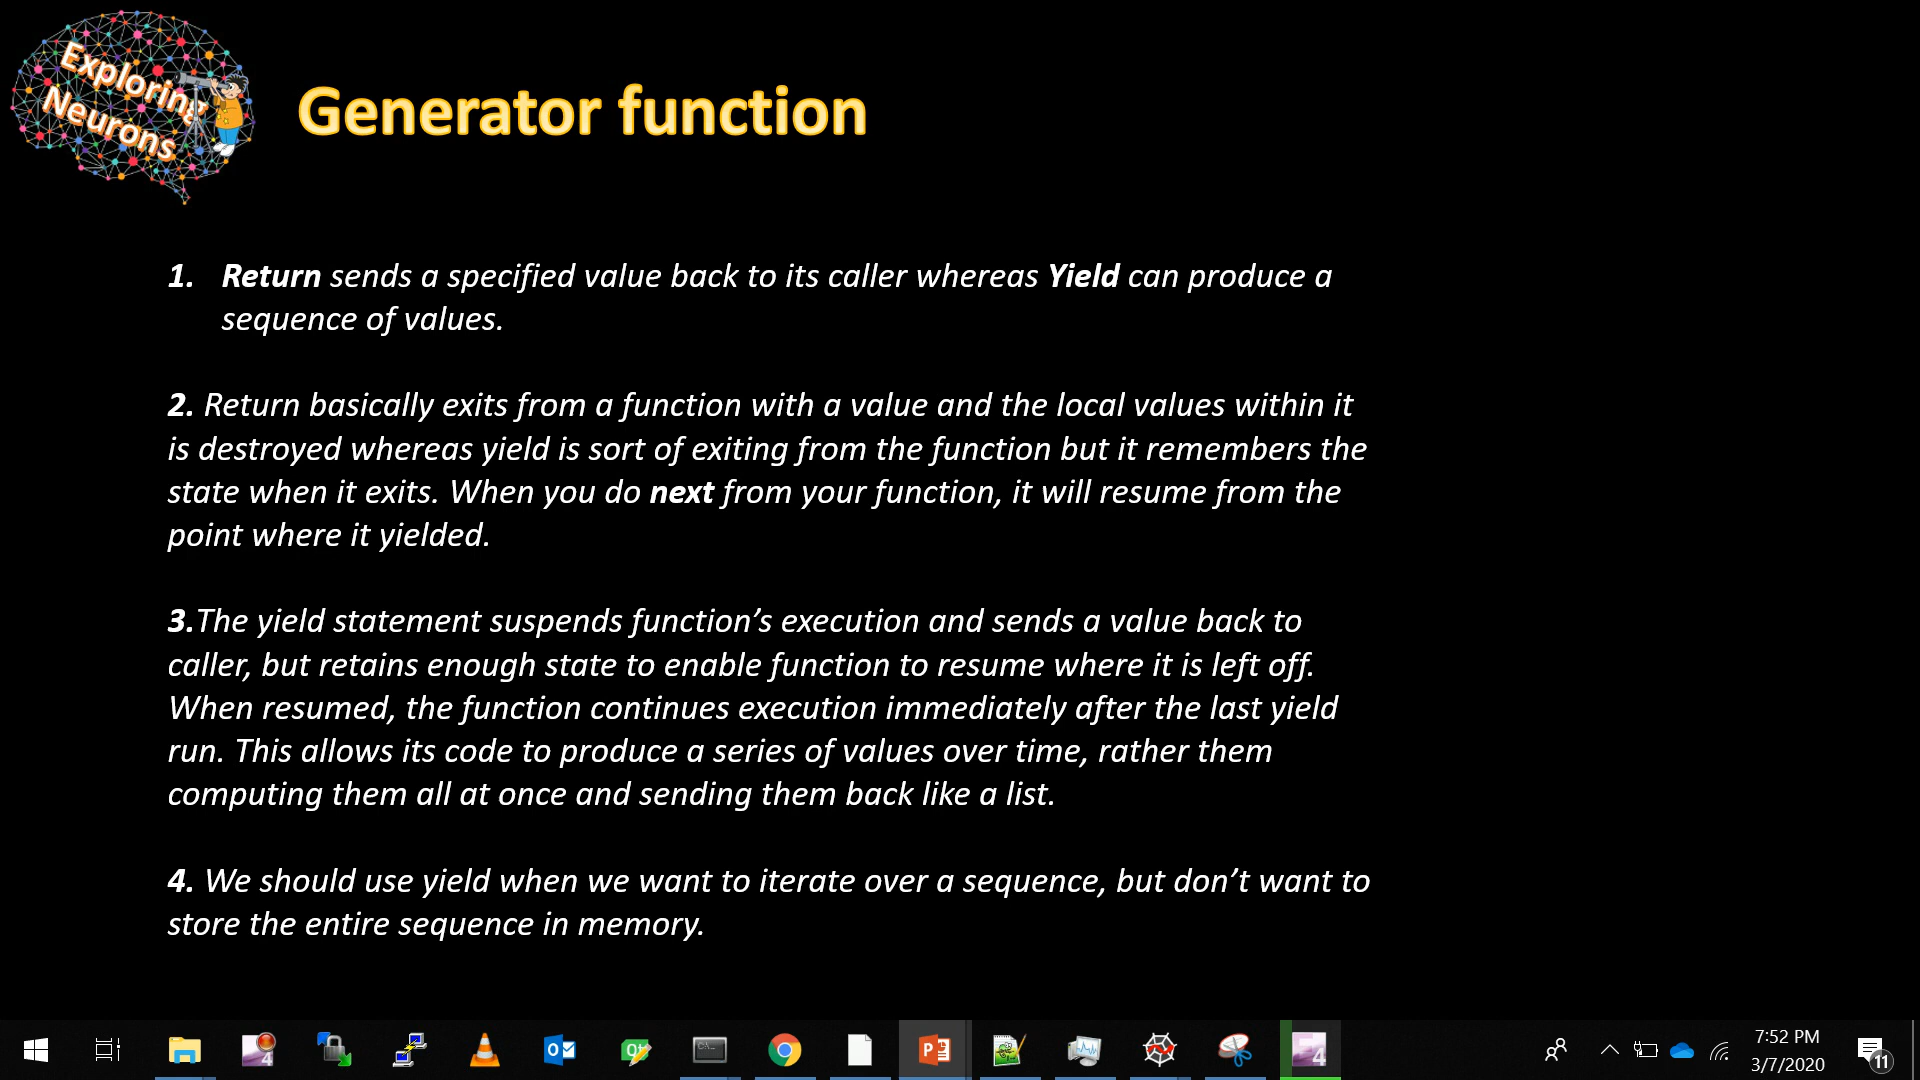 Exploring
Neurons
Generator function
1. Return sends a specified value back to its caller whereas Yield can produce a
sequence of values.
2. Return basically exits from a function with a value and the local values within it
is destroyed whereas yield is sort of exiting from the function but it remembers the
state when it exits. When you do next from your function, it will resume from the
point where it yielded.
3.The yield statement suspends function’s execution and sends a value back to
caller, but retains enough state to enable function to resume where it is left off.
When resumed, the function continues execution immediately after the last yield
run. This allows its code to produce a series of values over time, rather them
computing them all at once and sending them back like a list.
4. We should use yield when we want to iterate over a sequence, but don’t want to
store the entire sequence in memory.
7:52 PM
3/7/2020
11